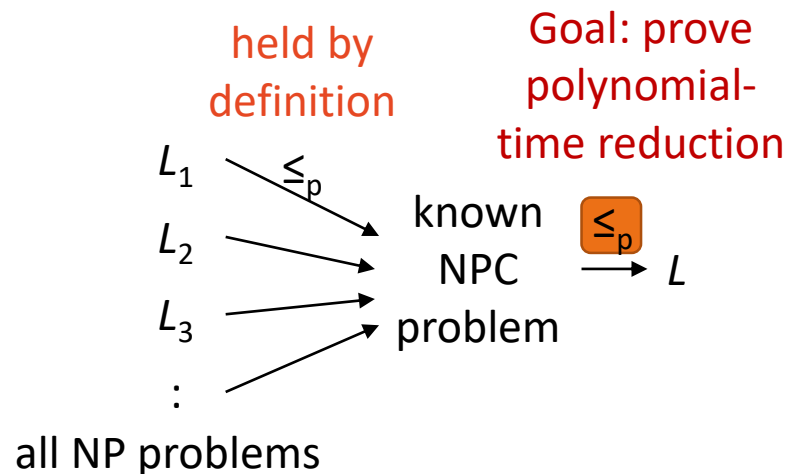 held by
definition
Goal: prove
polynomial-
time reduction
L₁
≤ₚ
L₂
L₃
:
all NP problems
known
NPC
problem
≤ₚ
L